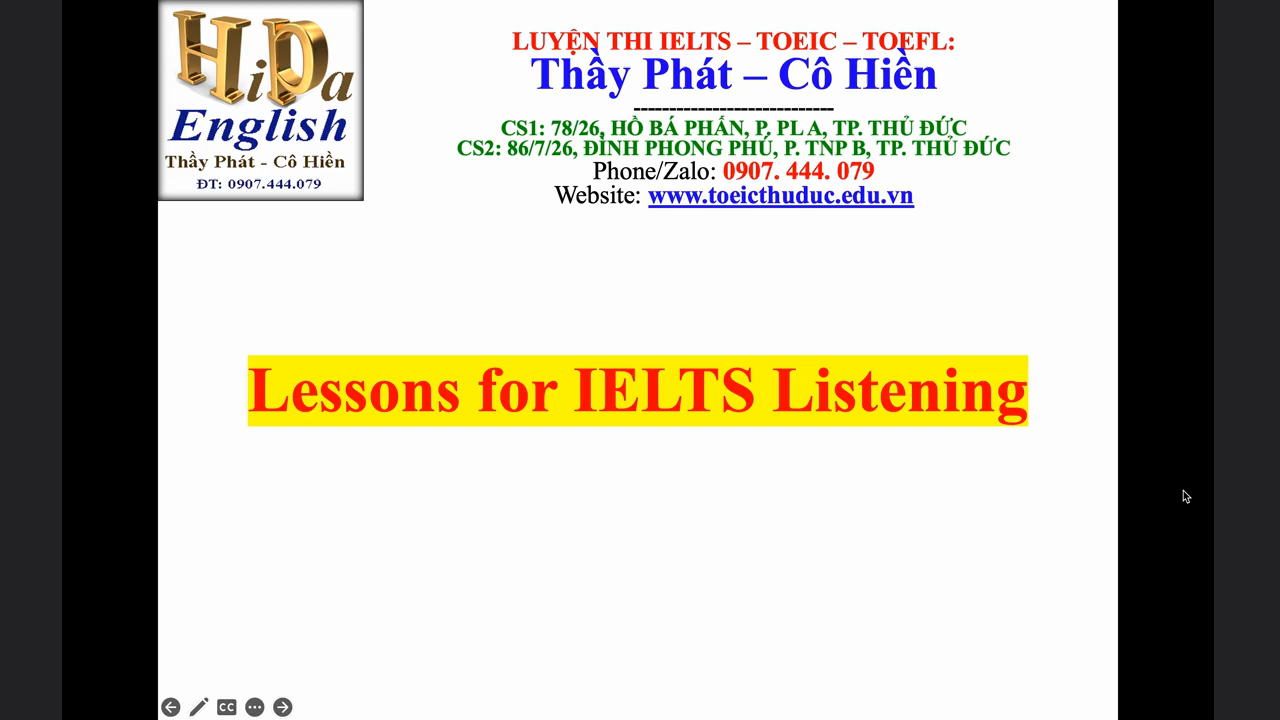 HiPa
English
Thầy Phát - Cô Hiền
ĐT: 0907.444.079
LUYỆN THI IELTS – TOEIC – TOEFL:
Thầy Phát – Cô Hiền
----------------------------
CS1: 78/26, HỒ BÁ PHẤN, P. PL A, TP. THỦ ĐỨC
CS2: 86/7/26, ĐÌNH PHONG PHÚ, P. TNP B, TP. THỦ ĐỨC
Phone/Zalo: 0907. 444. 079
Website: www.toeicthuduc.edu.vn
Lessons for IELTS Listening
CC